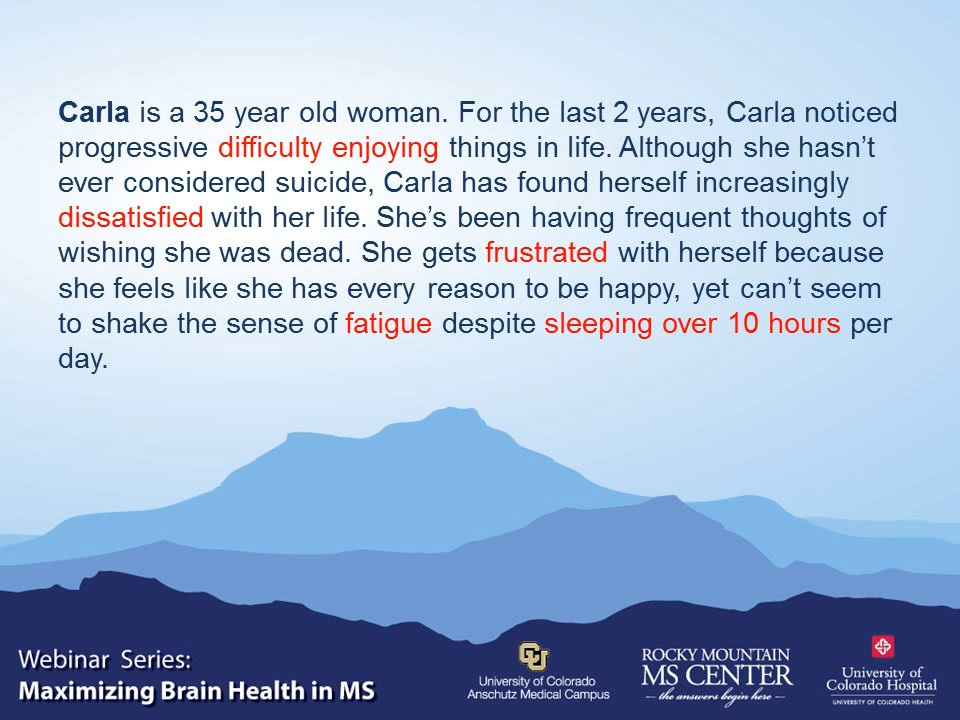 Carla is a 35 year old woman. For the last 2 years, Carla noticed
progressive difficulty enjoying things in life. Although she hasn’t
ever considered suicide, Carla has found herself increasingly
dissatisfied with her life. She’s been having frequent thoughts of
wishing she was dead. She gets frustrated with herself because
she feels like she has every reason to be happy, yet can’t seem
to shake the sense of fatigue despite sleeping over 10 hours per
day.
Webinar Series:
Maximizing Brain Health in MS
CU
University of Colorado
Anschutz Medical Campus
ROCKY MOUNTAIN
MS CENTER
the answers begin here
University of
Colorado Hospital
UNIVERSITY OF COLORADO HEALTH